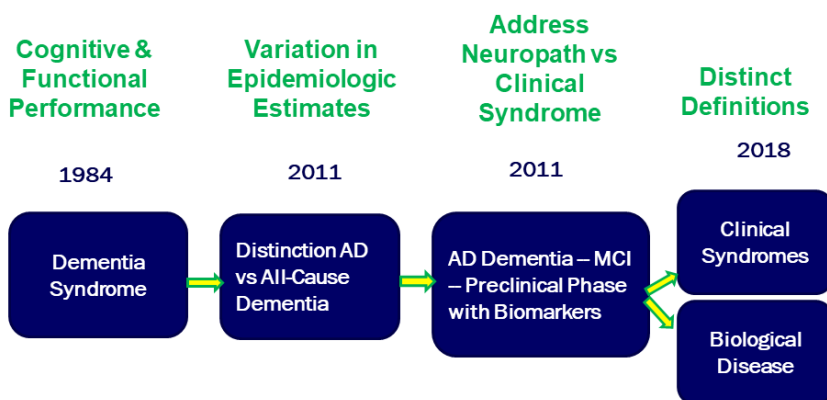 Cognitive &
Functional
Performance
1984
Dementia
Syndrome
Variation in
Epidemiologic
Estimates
2011
Distinction AD
vs All-Cause
Dementia
Address
Neuropath vs
Clinical
Syndrome
2011
AD Dementia – MCI
– Preclinical Phase
with Biomarkers
Distinct
Definitions
2018
Clinical
Syndromes
Biological
Disease